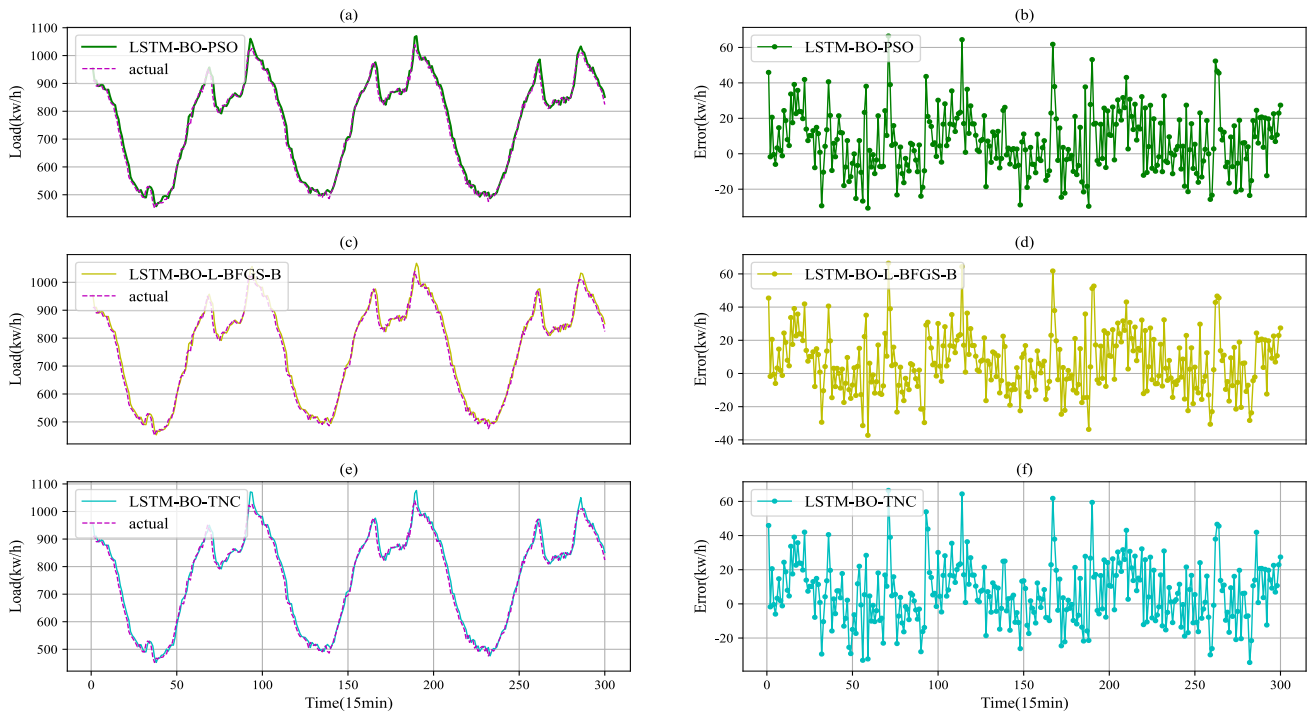 (a)
1100
1000
900
800
700
600
500
Load(kw/h)
LSTM-BO-PSO
actual
(b)
60
40
20
0
-20
Error(kw/h)
LSTM-BO-PSO
(c)
1000
900
800
700
600
500
Load(kw/h)
LSTM-BO-L-BFGS-B
actual
(d)
60
40
20
0
-20
-40
Error(kw/h)
LSTM-BO-L-BFGS-B
(e)
1100
1000
900
800
700
600
500
Load(kw/h)
LSTM-BO-TNC
actual
0 50 100 150 200 250 300
Time(15min)
(f)
60
40
20
0
-20
Error(kw/h)
LSTM-BO-TNC
0 50 100 150 200 250 300
Time(15min)